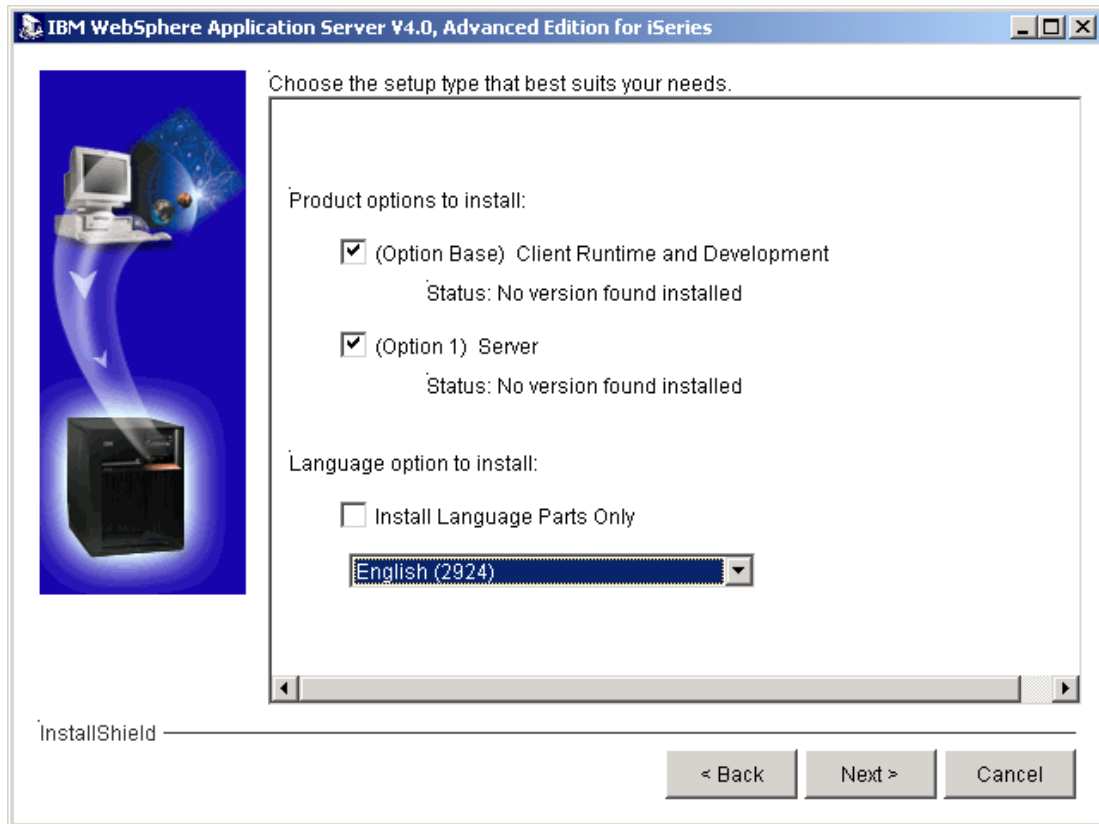 IBM WebSphere Application Server V4.0, Advanced Edition for iSeries
Choose the setup type that best suits your needs.
Product options to install:
(Option Base)  Client Runtime and Development
Status: No version found installed
(Option 1)  Server
Status: No version found installed
Language option to install:
Install Language Parts Only
English (2924)
InstallShield
< Back
Next >
Cancel